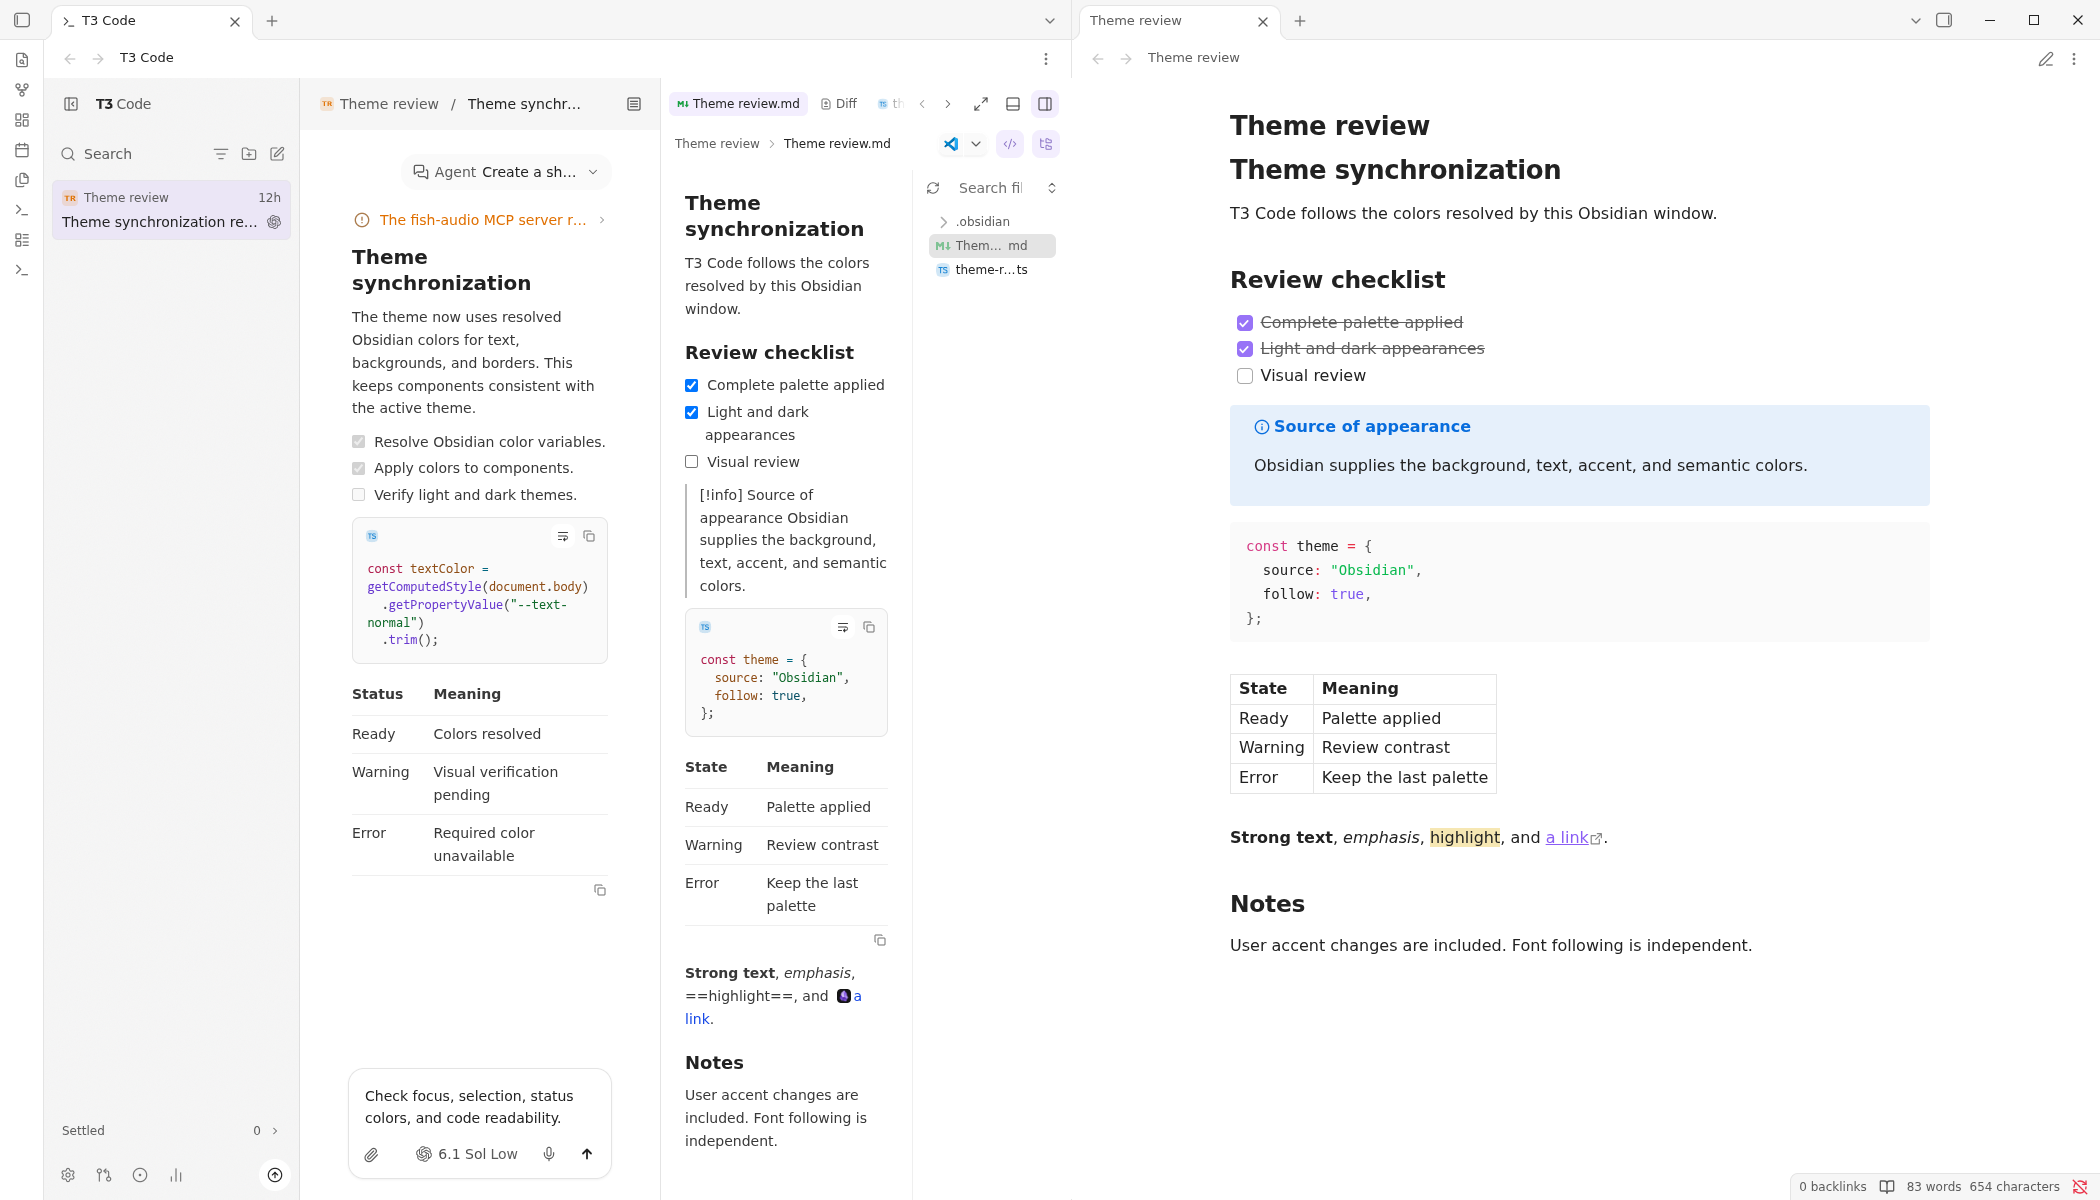 T3 Code
Theme review
T3 Code
Theme review
T3 Code
Search
TR Theme review 12h
Theme synchronization re...
Settled 0
TR Theme review / Theme synchr...
Agent Create a sh...
The fish-audio MCP server r...
Theme
synchronization
The theme now uses resolved
Obsidian colors for text,
backgrounds, and borders. This
keeps components consistent with
the active theme.
Resolve Obsidian color variables.
Apply colors to components.
Verify light and dark themes.
TS
const textColor =
getComputedStyle(document.body)
.getPropertyValue("--text-
normal")
.trim();
Status Meaning
Ready Colors resolved
Warning Visual verification
pending
Error Required color
unavailable
Check focus, selection, status
colors, and code readability.
6.1 Sol Low
M↓ Theme review.md Diff TS th
Theme review > Theme review.md
Theme
synchronization
T3 Code follows the colors
resolved by this Obsidian
window.
Review checklist
Complete palette applied
Light and dark
appearances
Visual review
[!info] Source of
appearance Obsidian
supplies the background,
text, accent, and semantic
colors.
TS
const theme = {
source: "Obsidian",
follow: true,
};
State Meaning
Ready Palette applied
Warning Review contrast
Error Keep the last
palette
Strong text, emphasis,
==highlight==, and a
link.
Notes
User accent changes are
included. Font following is
independent.
Search fil
.obsidian
M↓ Them... md
TS theme-r...ts
Theme review
Theme synchronization
T3 Code follows the colors resolved by this Obsidian window.
Review checklist
Complete palette applied
Light and dark appearances
Visual review
Source of appearance
Obsidian supplies the background, text, accent, and semantic colors.
const theme = {
source: "Obsidian",
follow: true,
};
State Meaning
Ready Palette applied
Warning Review contrast
Error Keep the last palette
Strong text, emphasis, highlight, and a link.
Notes
User accent changes are included. Font following is independent.
0 backlinks 83 words 654 characters